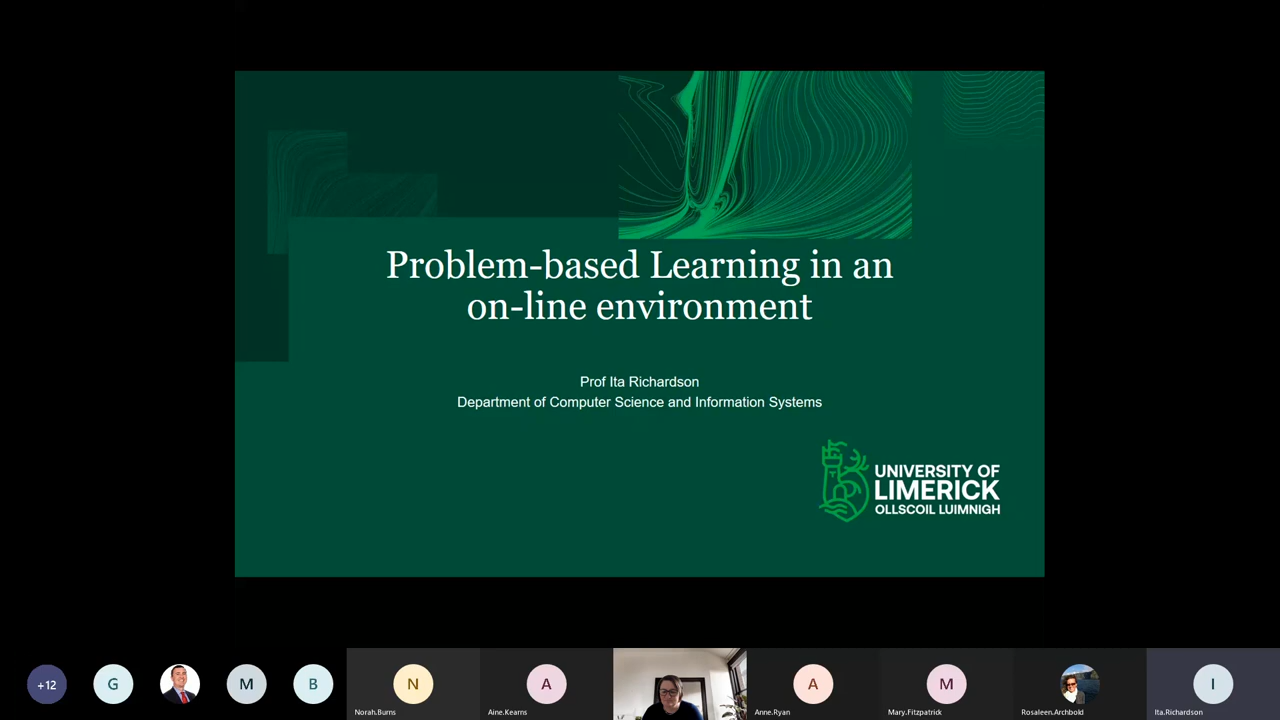 Problem-based Learning in an
on-line environment
Prof Ita Richardson
Department of Computer Science and Information Systems
UNIVERSITY OF
LIMERICK
OLLSCOIL LUIMNIGH
+12
G
M
B
N
Norah.Burns
A
Aine.Kearns
A
Anne.Ryan
M
Mary.Fitzpatrick
Rosaleen.Archbold
I
Ita.Richardson